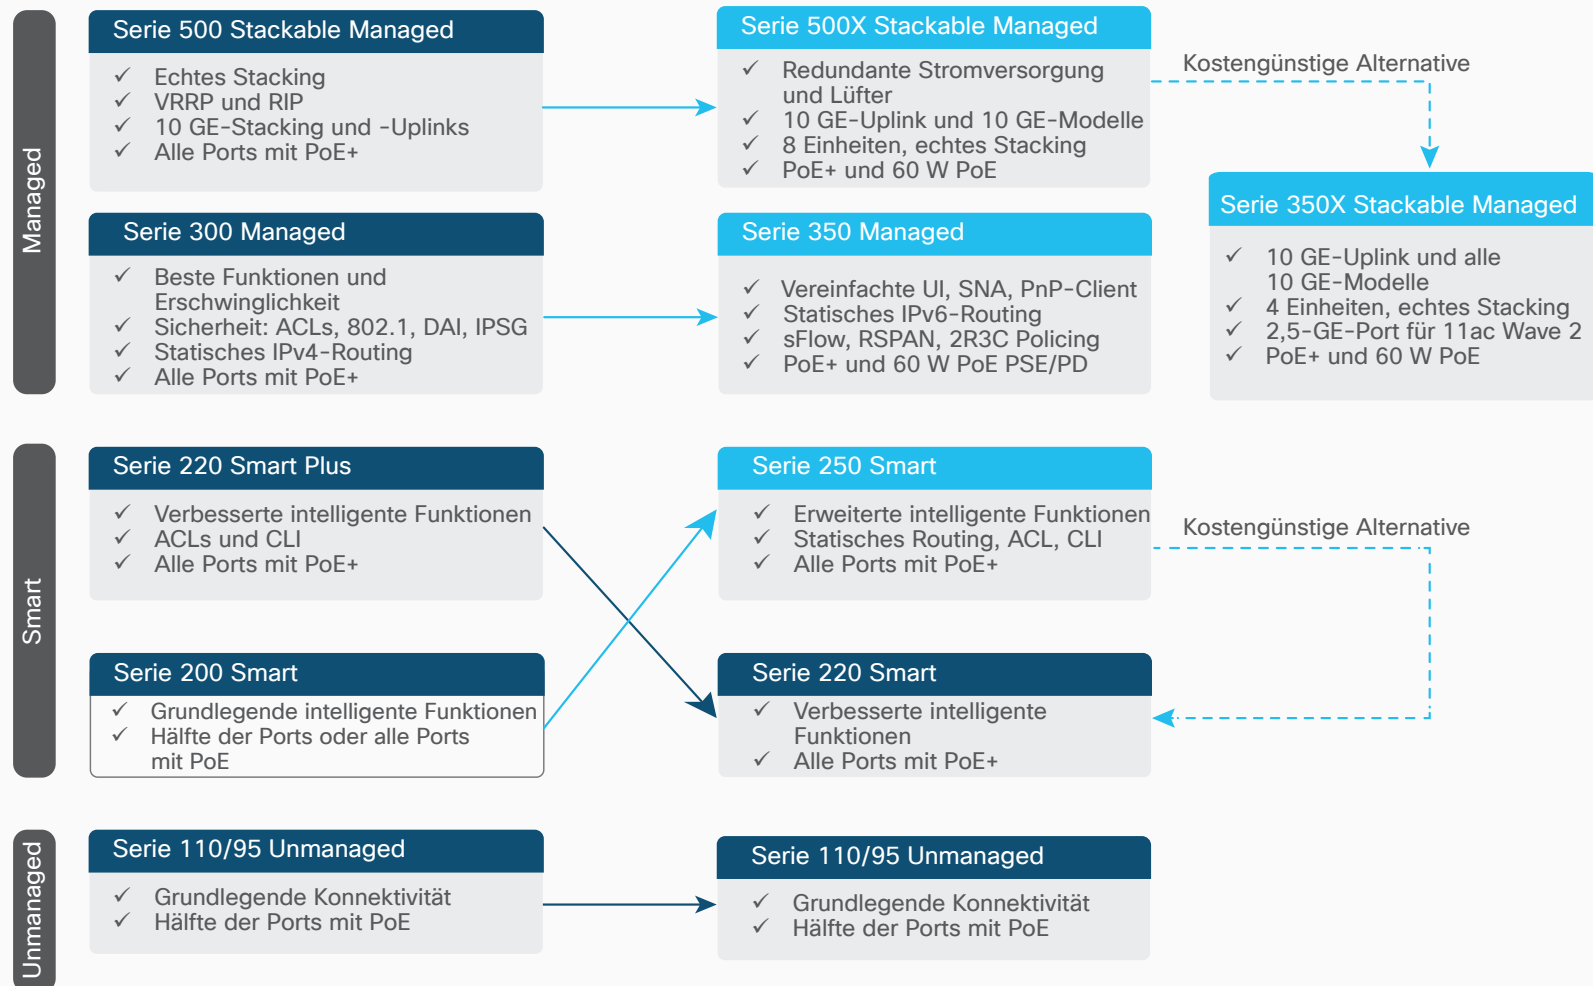 Managed
Serie 500 Stackable Managed
✓ Echtes Stacking
✓ VRRP und RIP
✓ 10 GE-Stacking und -Uplinks
✓ Alle Ports mit PoE+
Serie 500X Stackable Managed
✓ Redundante Stromversorgung
und Lüfter
✓ 10 GE-Uplink und 10 GE-Modelle
✓ 8 Einheiten, echtes Stacking
✓ PoE+ und 60 W PoE
Kostengünstige Alternative
Serie 350X Stackable Managed
✓ 10 GE-Uplink und alle
10 GE-Modelle
✓ 4 Einheiten, echtes Stacking
✓ 2,5-GE-Port für 11ac Wave 2
✓ PoE+ und 60 W PoE
Serie 300 Managed
✓ Beste Funktionen und
Erschwinglichkeit
✓ Sicherheit: ACLs, 802.1, DAI, IPSG
✓ Statisches IPv4-Routing
✓ Alle Ports mit PoE+
Serie 350 Managed
✓ Vereinfachte UI, SNA, PnP-Client
✓ Statisches IPv6-Routing
✓ sFlow, RSPAN, 2R3C Policing
✓ PoE+ und 60 W PoE PSE/PD
Smart
Serie 220 Smart Plus
✓ Verbesserte intelligente Funktionen
✓ ACLs und CLI
✓ Alle Ports mit PoE+
Serie 250 Smart
✓ Erweiterte intelligente Funktionen
✓ Statisches Routing, ACL, CLI
✓ Alle Ports mit PoE+
Kostengünstige Alternative
Serie 200 Smart
✓ Grundlegende intelligente Funktionen
✓ Hälfte der Ports oder alle Ports
mit PoE
Serie 220 Smart
✓ Verbesserte intelligente
Funktionen
✓ Alle Ports mit PoE+
Unmanaged
Serie 110/95 Unmanaged
✓ Grundlegende Konnektivität
✓ Hälfte der Ports mit PoE
Serie 110/95 Unmanaged
✓ Grundlegende Konnektivität
✓ Hälfte der Ports mit PoE